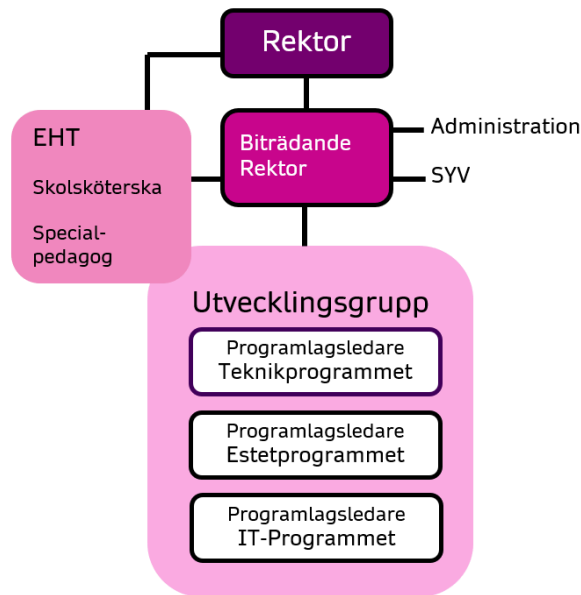 Rektor
EHT
Skolsköterska
Special-
pedagog
Biträdande
Rektor
Administration
SYV
Utvecklingsgrupp
Programlagsledare
Teknikprogrammet
Programlagsledare
Estetprogrammet
Programlagsledare
IT-Programmet